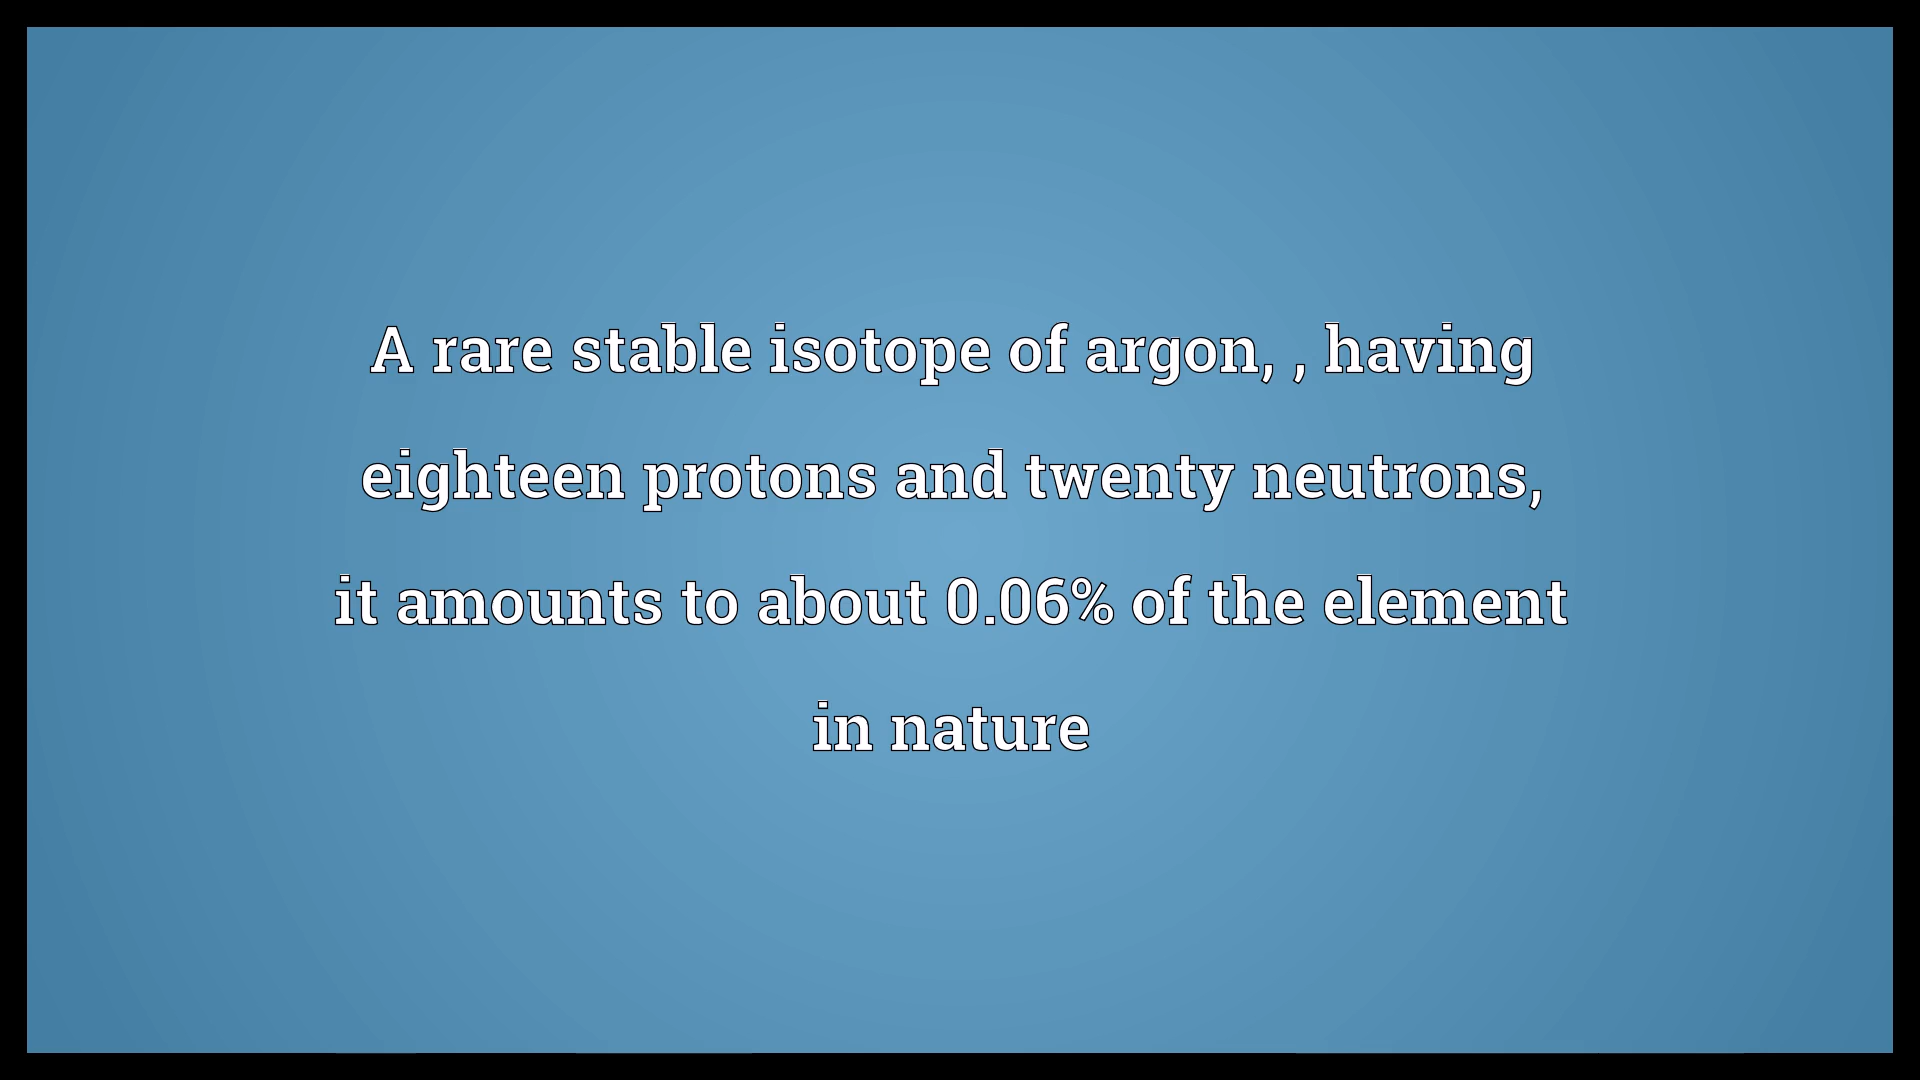 A rare stable isotope of argon, , having
eighteen protons and twenty neutrons,
it amounts to about 0.06% of the element
in nature